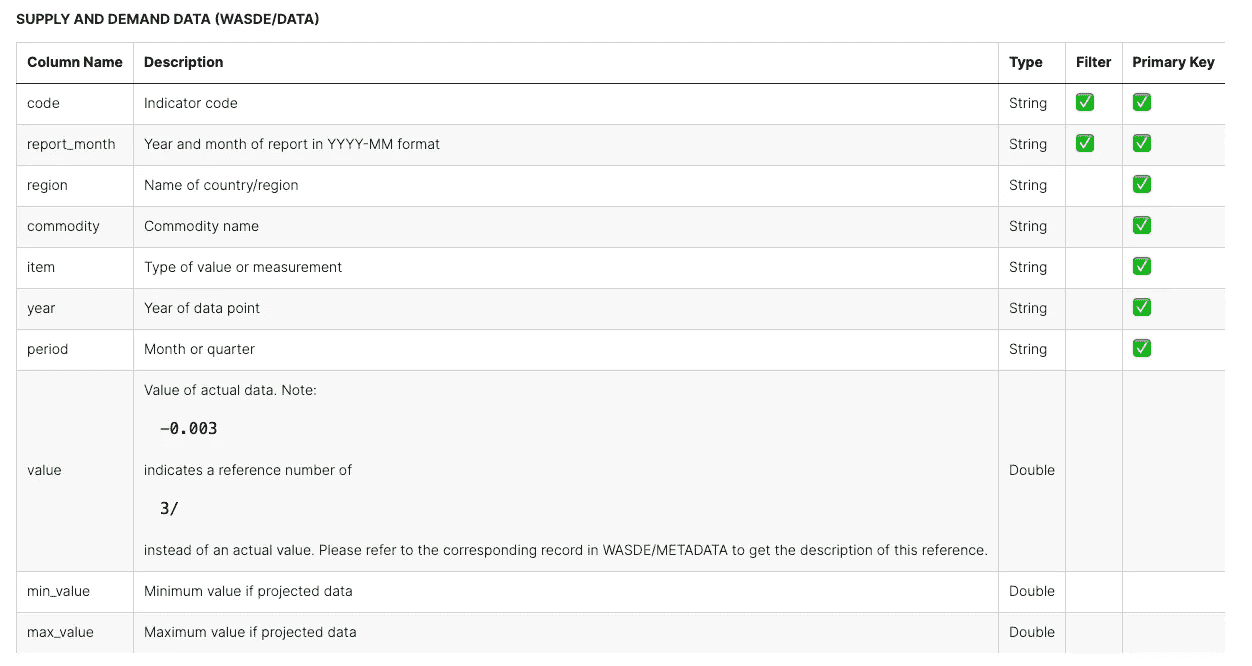 SUPPLY AND DEMAND DATA (WASDE/DATA)
Column Name Description Type Filter Primary Key
code Indicator code String ✅ ✅
report_month Year and month of report in YYYY-MM format String ✅ ✅
region Name of country/region String ✅
commodity Commodity name String ✅
item Type of value or measurement String ✅
year Year of data point String ✅
period Month or quarter String ✅
Value of actual data. Note:
-0.003
value indicates a reference number of Double
3/
instead of an actual value. Please refer to the corresponding record in WASDE/METADATA to get the description of this reference.
min_value Minimum value if projected data Double
max_value Maximum value if projected data Double